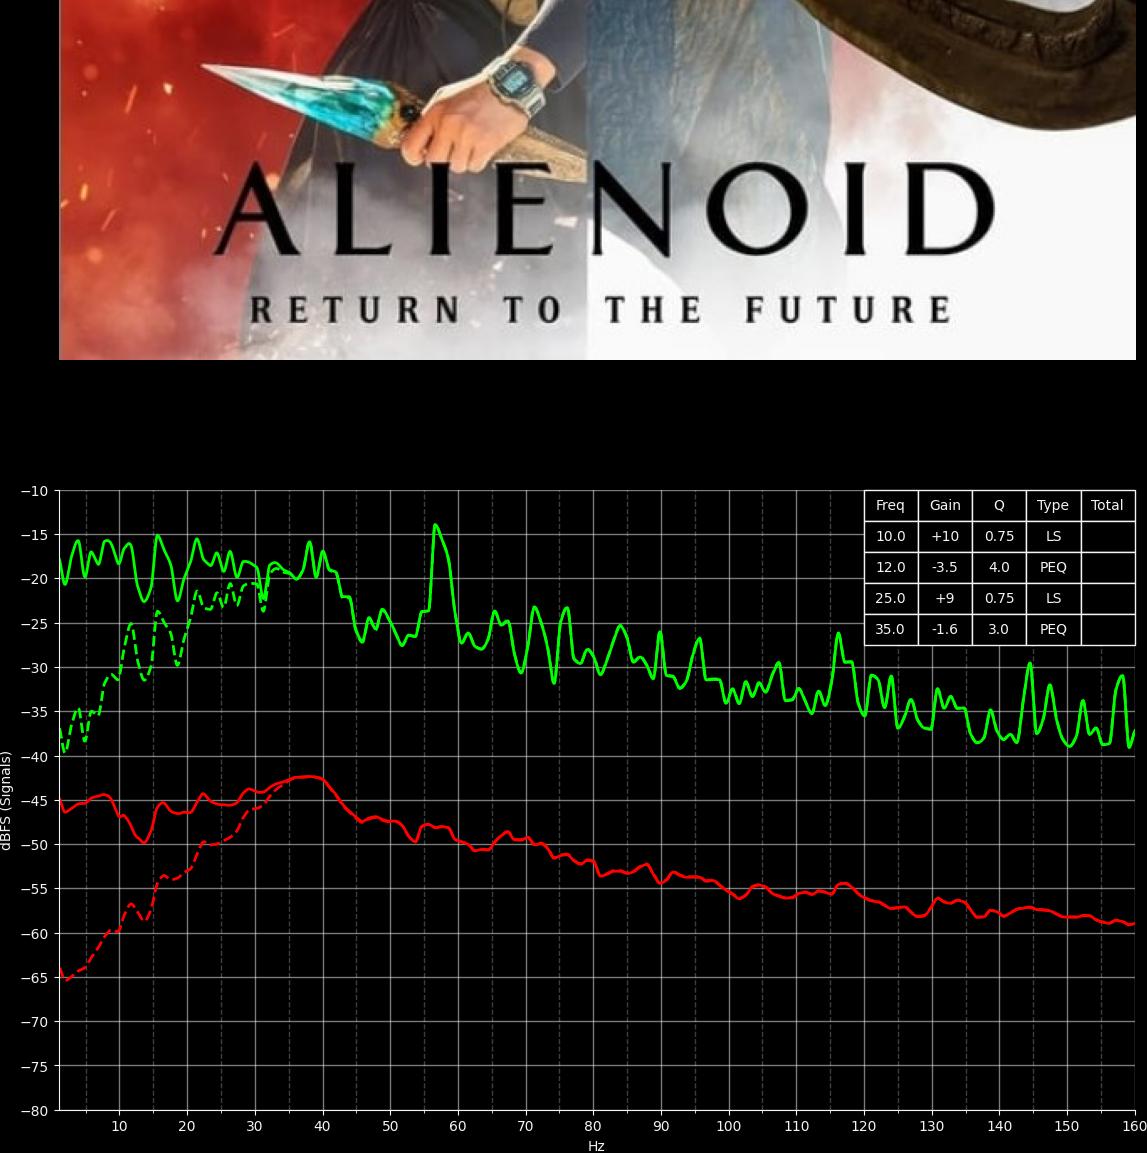 ALIENOID
RETURN TO THE FUTURE
Freq Gain Q Type Total
10.0 +10 0.75 LS
12.0 -3.5 4.0 PEQ
25.0 +9 0.75 LS
35.0 -1.6 3.0 PEQ
−10
−15
−20
−25
−30
−35
−40
−45
−50
−55
−60
−65
−70
−75
−80
dBFS (Signals)
10 20 30 40 50 60 70 80 90 100 110 120 130 140 150 160
Hz